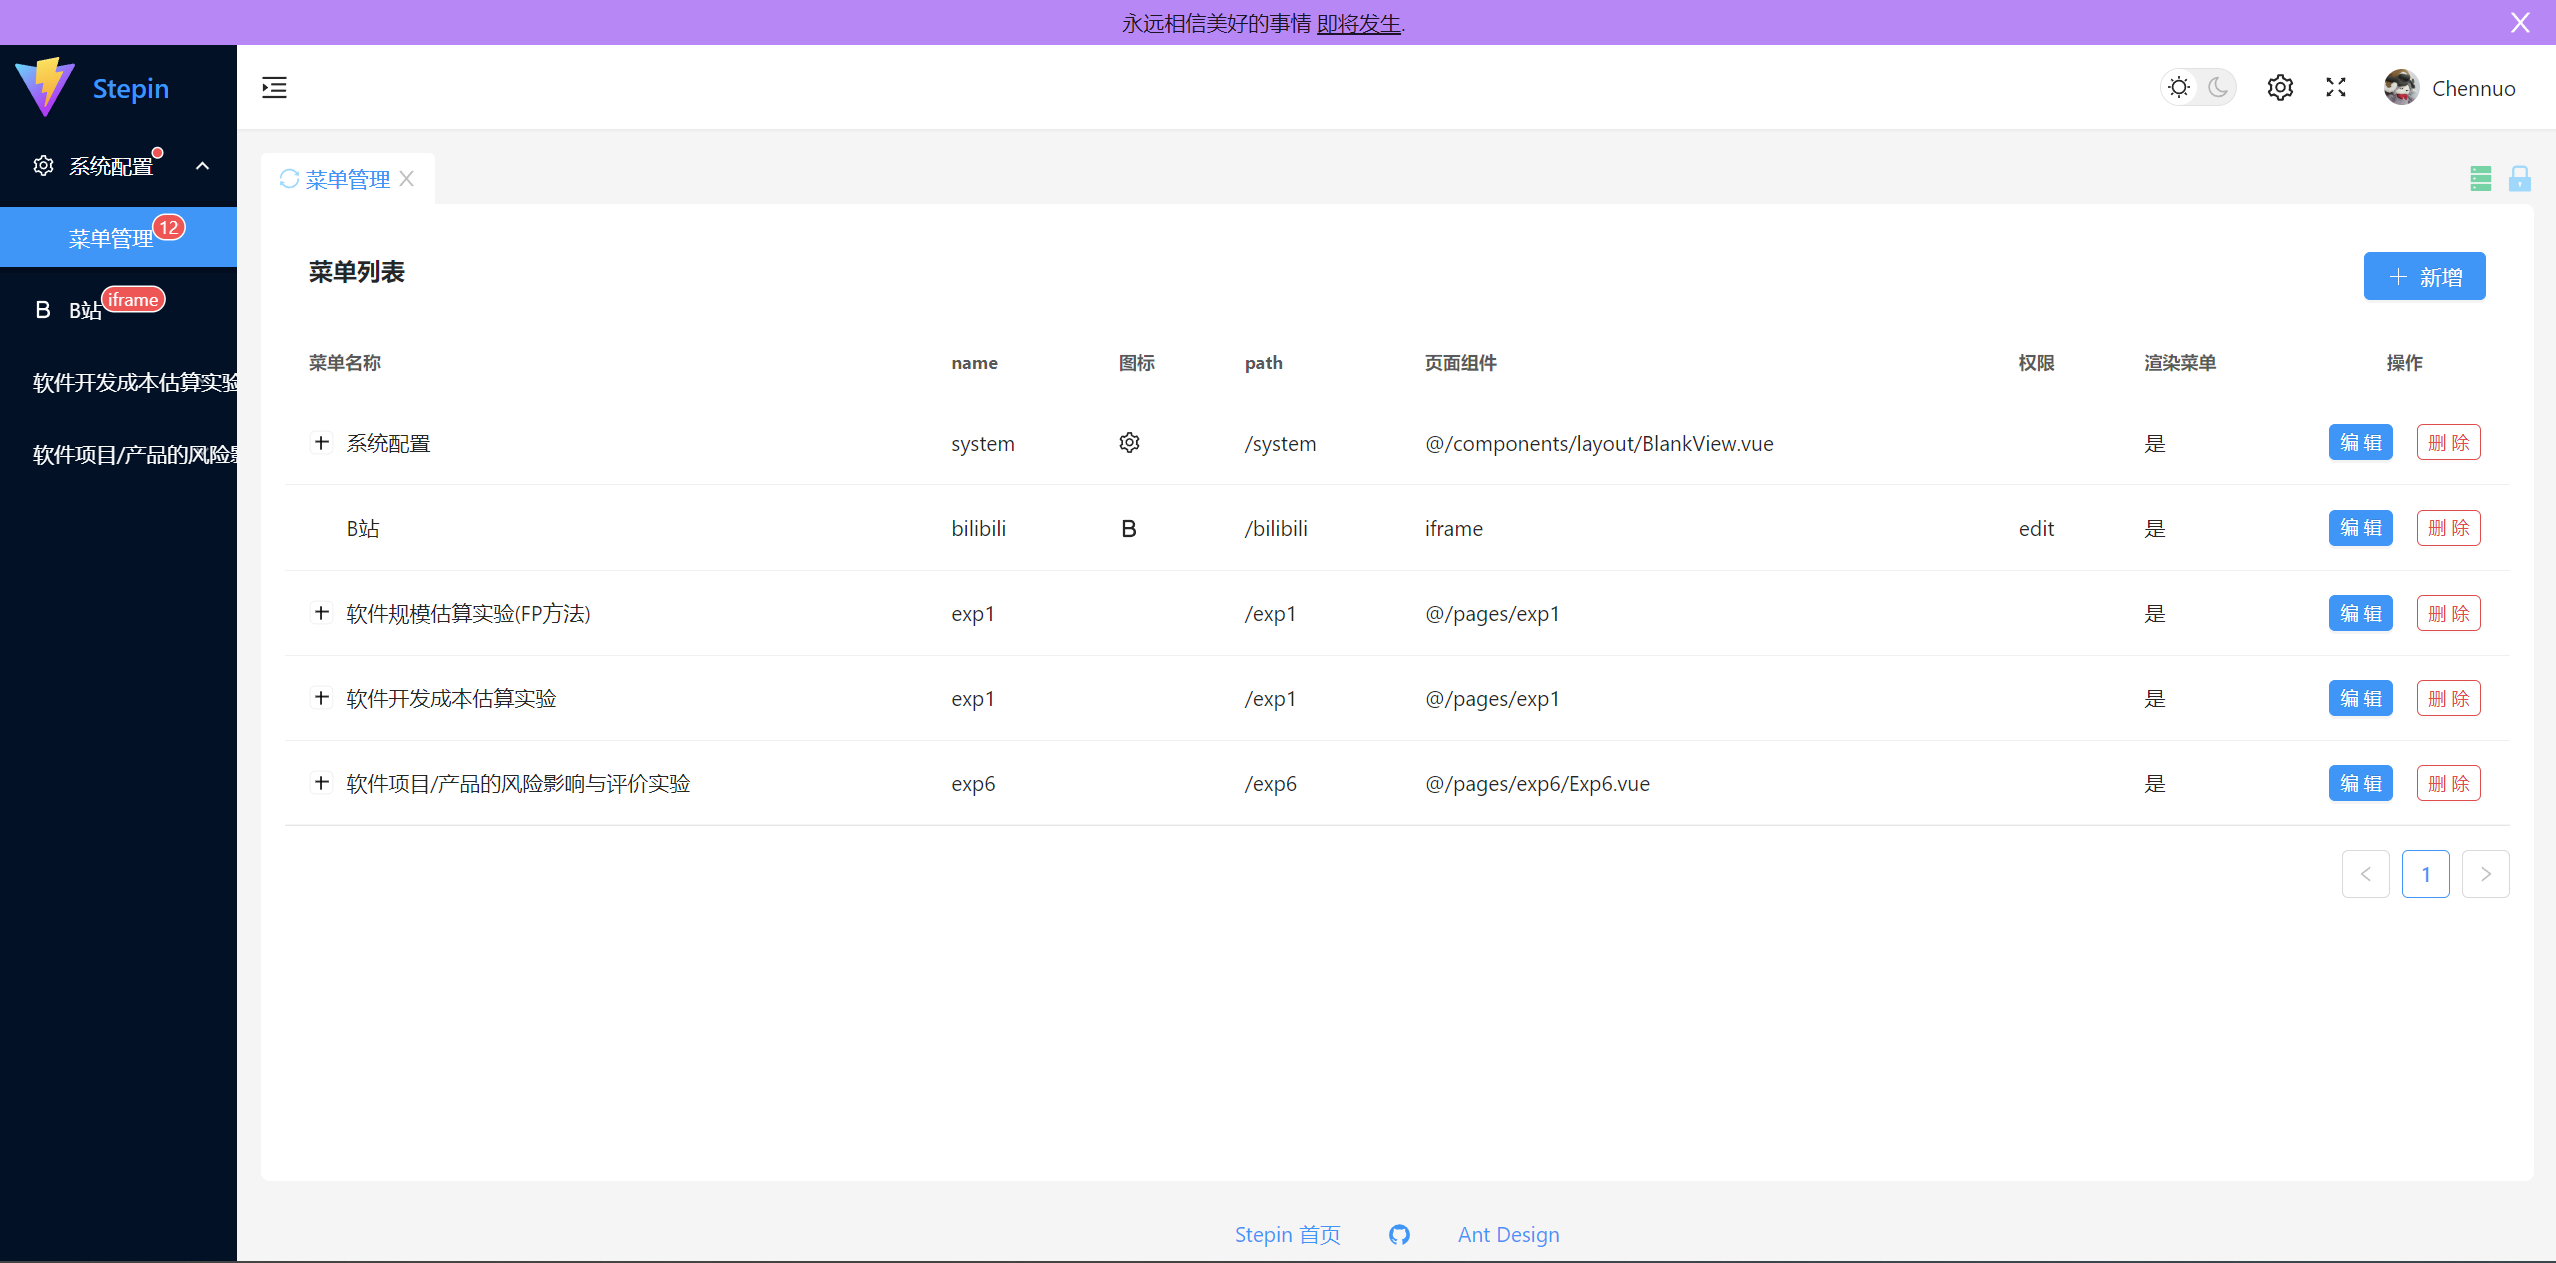 永远相信美好的事情 即将发生.
Stepin
Chennuo
系统配置
菜单管理 12
B站 iframe
软件开发成本估算实验
软件项目/产品的风险
菜单管理
菜单列表
新增
菜单名称 name 图标 path 页面组件 权限 渲染菜单 操作
系统配置 system /system @/components/layout/BlankView.vue 是 编辑 删除
B站 bilibili B /bilibili iframe edit 是 编辑 删除
软件规模估算实验(FP方法) exp1 /exp1 @/pages/exp1 是 编辑 删除
软件开发成本估算实验 exp1 /exp1 @/pages/exp1 是 编辑 删除
软件项目/产品的风险影响与评价实验 exp6 /exp6 @/pages/exp6/Exp6.vue 是 编辑 删除
1
Stepin 首页 Ant Design